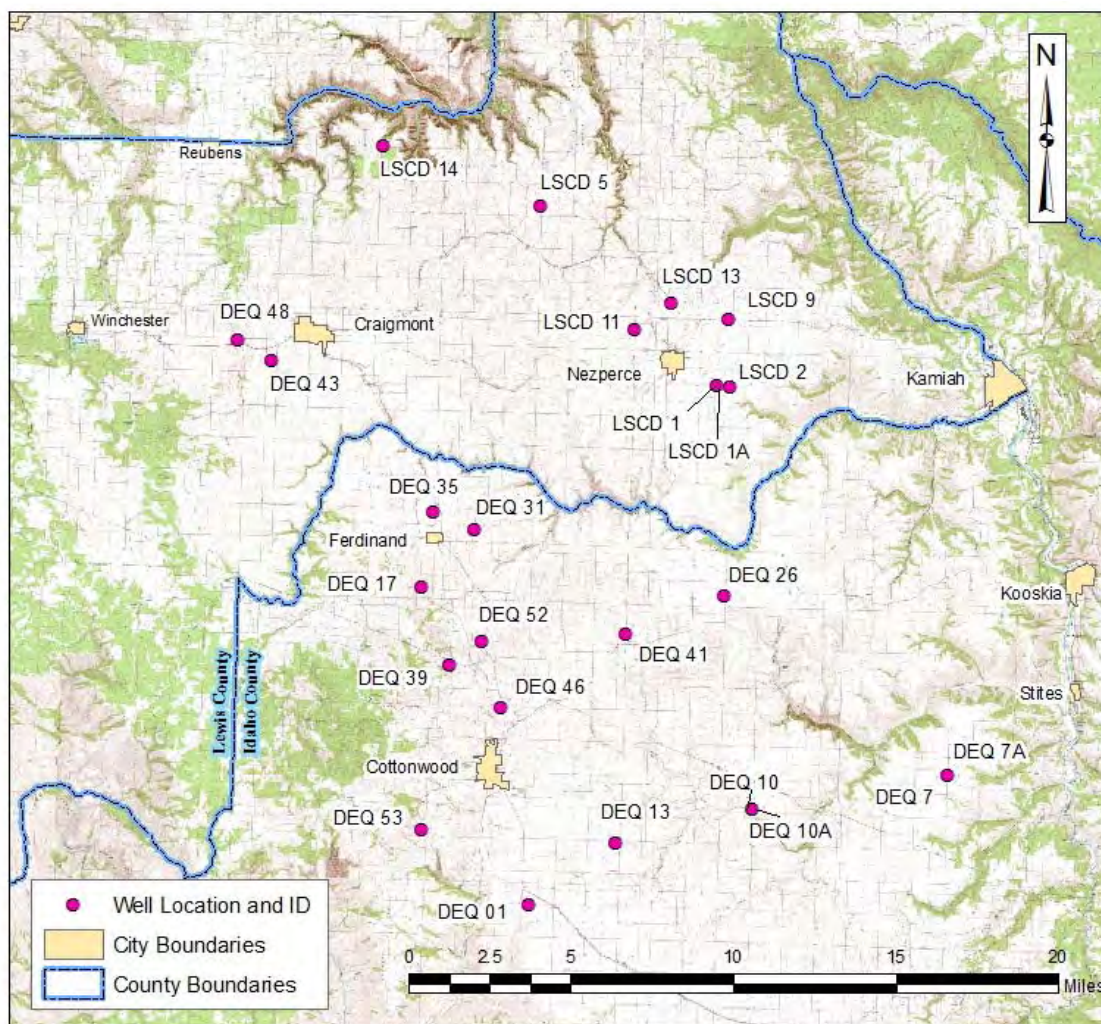 N
Reubens
LSCD 14
LSCD 5
LSCD 13
LSCD 9
LSCD 11
DEQ 48
Winchester
Craigmont
DEQ 43
Nezperce
LSCD 2
Kamiah
LSCD 1
LSCD 1A
DEQ 35
DEQ 31
Ferdinand
DEQ 17
DEQ 26
Kooskia
DEQ 52
DEQ 41
DEQ 39
DEQ 46
Stites
Lewis County
Idaho County
Cottonwood
DEQ 7A
DEQ 7
DEQ 10
DEQ 10A
DEQ 53
DEQ 13
DEQ 01
Well Location and ID
City Boundaries
County Boundaries
0 2.5 5 10 15 20
Miles